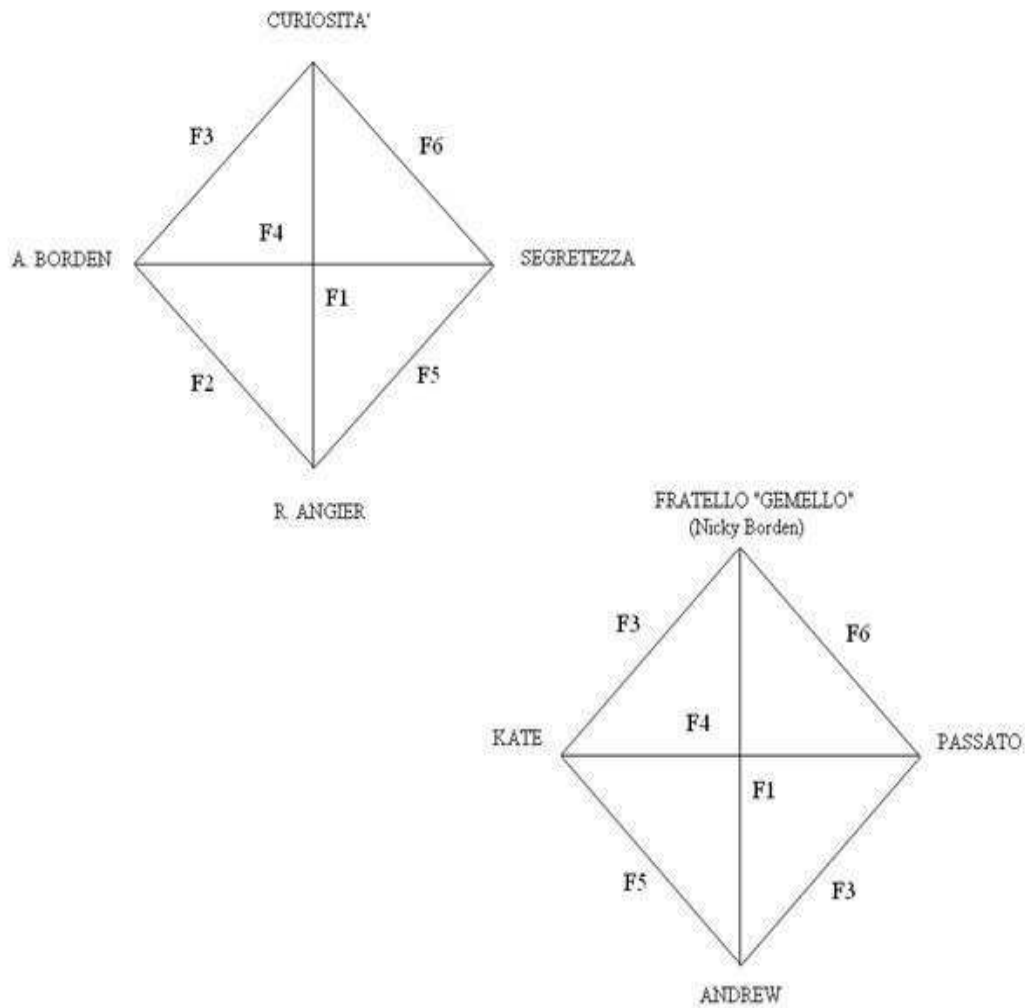 CURIOSITA'
F3
F6
F4
A. BORDEN
SEGRETEZZA
F1
F2
F5
R. ANGIER
FRATELLO "GEMELLO"
(Nicky Borden)
F3
F6
F4
KATE
PASSATO
F1
F5
F3
ANDREW